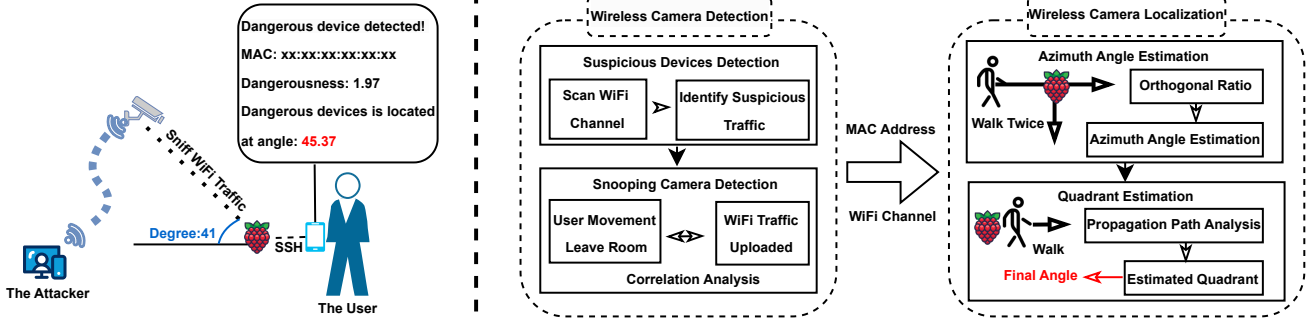 Dangerous device detected!
MAC: xx:xx:xx:xx:xx:xx
Dangerousness: 1.97
Dangerous devices is located
at angle: 45.37
Sniff WiFi Traffic
Degree:41
SSH
The Attacker
The User
Wireless Camera Detection
Suspicious Devices Detection
Scan WiFi
Channel
Identify Suspicious
Traffic
Snooping Camera Detection
User Movement
Leave Room
WiFi Traffic
Uploaded
Correlation Analysis
MAC Address
WiFi Channel
Wireless Camera Localization
Azimuth Angle Estimation
Walk Twice
Orthogonal Ratio
Azimuth Angle Estimation
Quadrant Estimation
Walk
Propagation Path Analysis
Estimated Quadrant
Final Angle